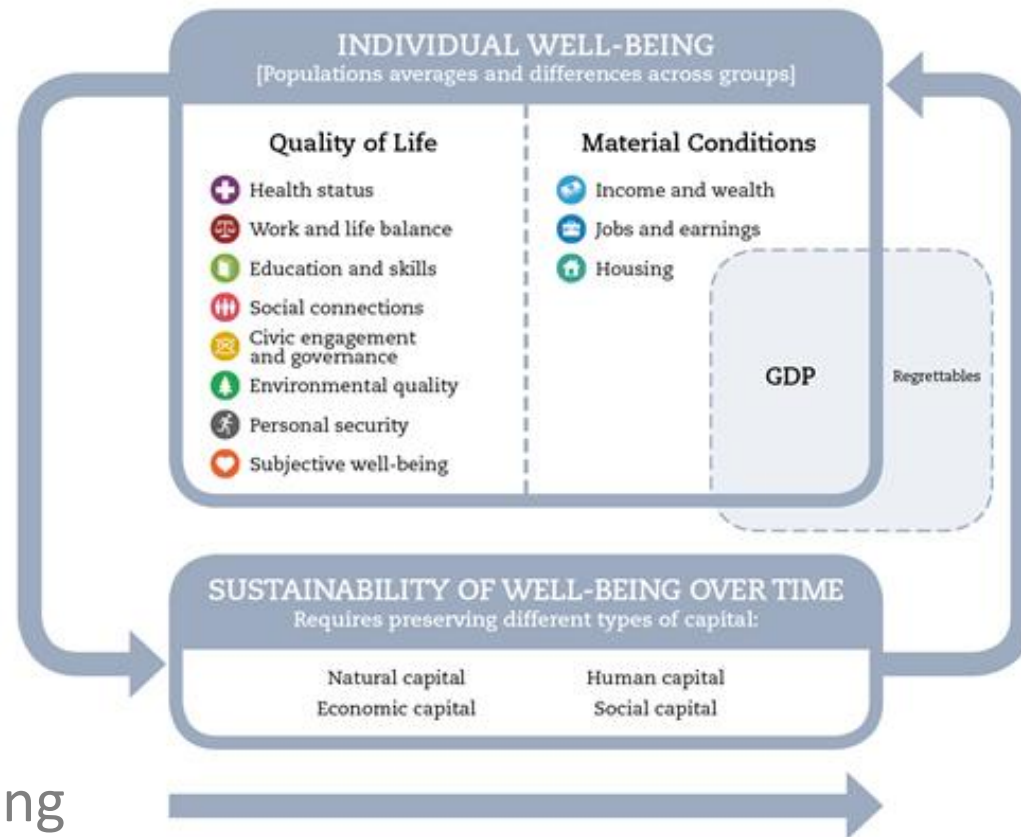 INDIVIDUAL WELL-BEING
[Populations averages and differences across groups]
Quality of Life
Health status
Work and life balance
Education and skills
Social connections
Civic engagement
and governance
Environmental quality
Personal security
Subjective well-being
Material Conditions
Income and wealth
Jobs and earnings
Housing
GDP
Regrettables
SUSTAINABILITY OF WELL-BEING OVER TIME
Requires preserving different types of capital:
Natural capital
Human capital
Economic capital
Social capital
ng